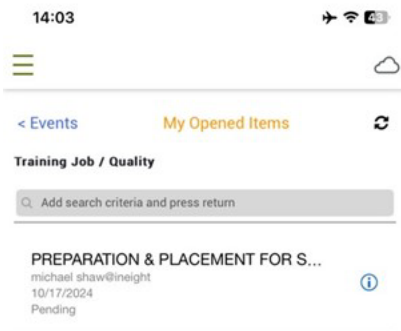 14:03
43
< Events My Opened Items
Training Job / Quality
Add search criteria and press return
PREPARATION & PLACEMENT FOR S...
michael shaw@ineight
10/17/2024
Pending